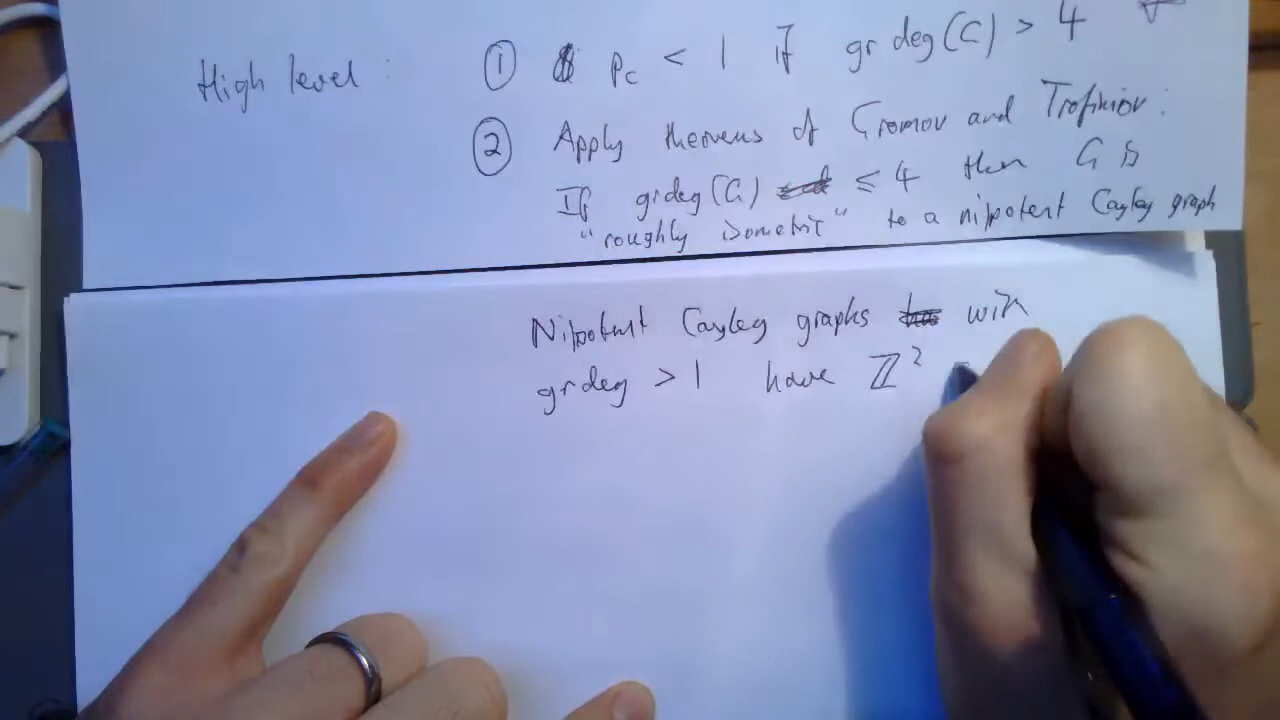 High level : ① p_c < 1 if gr deg(G) > 4
② Apply theorems of Gromov and Trofimov :
If grdeg(G) ≤ 4 then G is
"roughly isometric" to a nilpotent Cayley graph
Nilpotent Cayley graphs with
grdeg > 1 have ℤ²